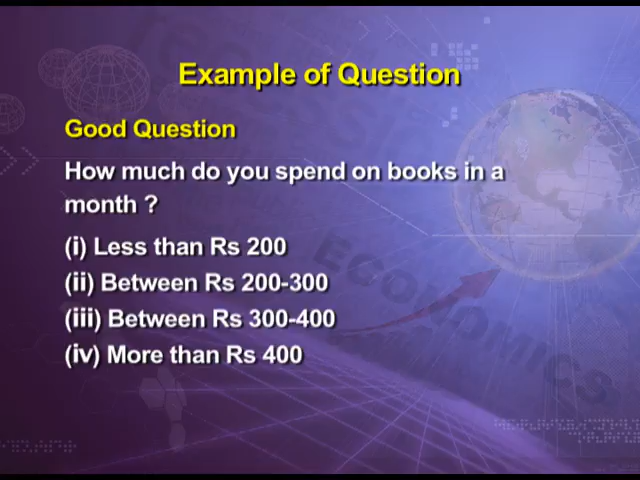 Example of Question
Good Question
How much do you spend on books in a
month ?
(i) Less than Rs 200
(ii) Between Rs 200-300
(iii) Between Rs 300-400
(iv) More than Rs 400
ECONOMICS